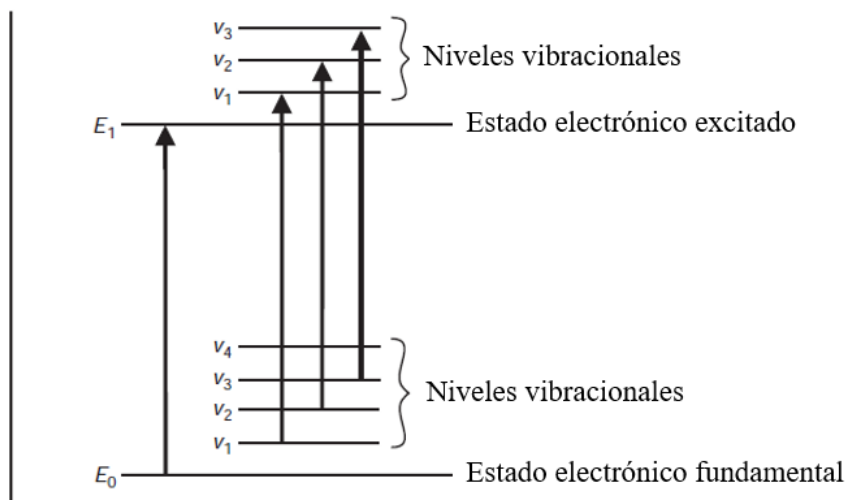 v3
v2
v1
Niveles vibracionales
E1
Estado electrónico excitado
v4
v3
v2
v1
Niveles vibracionales
E0
Estado electrónico fundamental